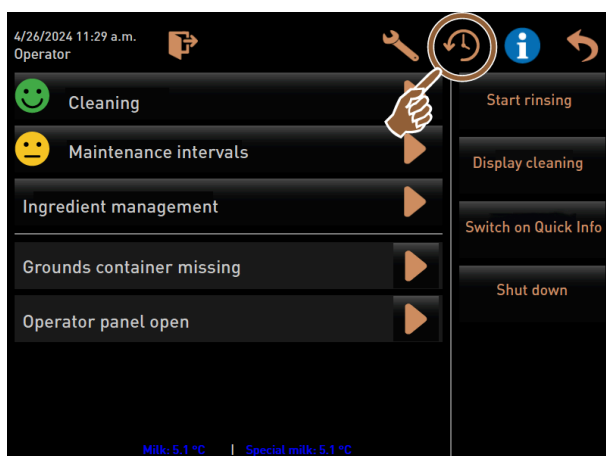 4/26/2024 11:29 a.m.
Operator
Cleaning
Maintenance intervals
Ingredient management
Grounds container missing
Operator panel open
Start rinsing
Display cleaning
Switch on Quick Info
Shut down
Milk: 5.1 °C | Special milk: 5.1 °C